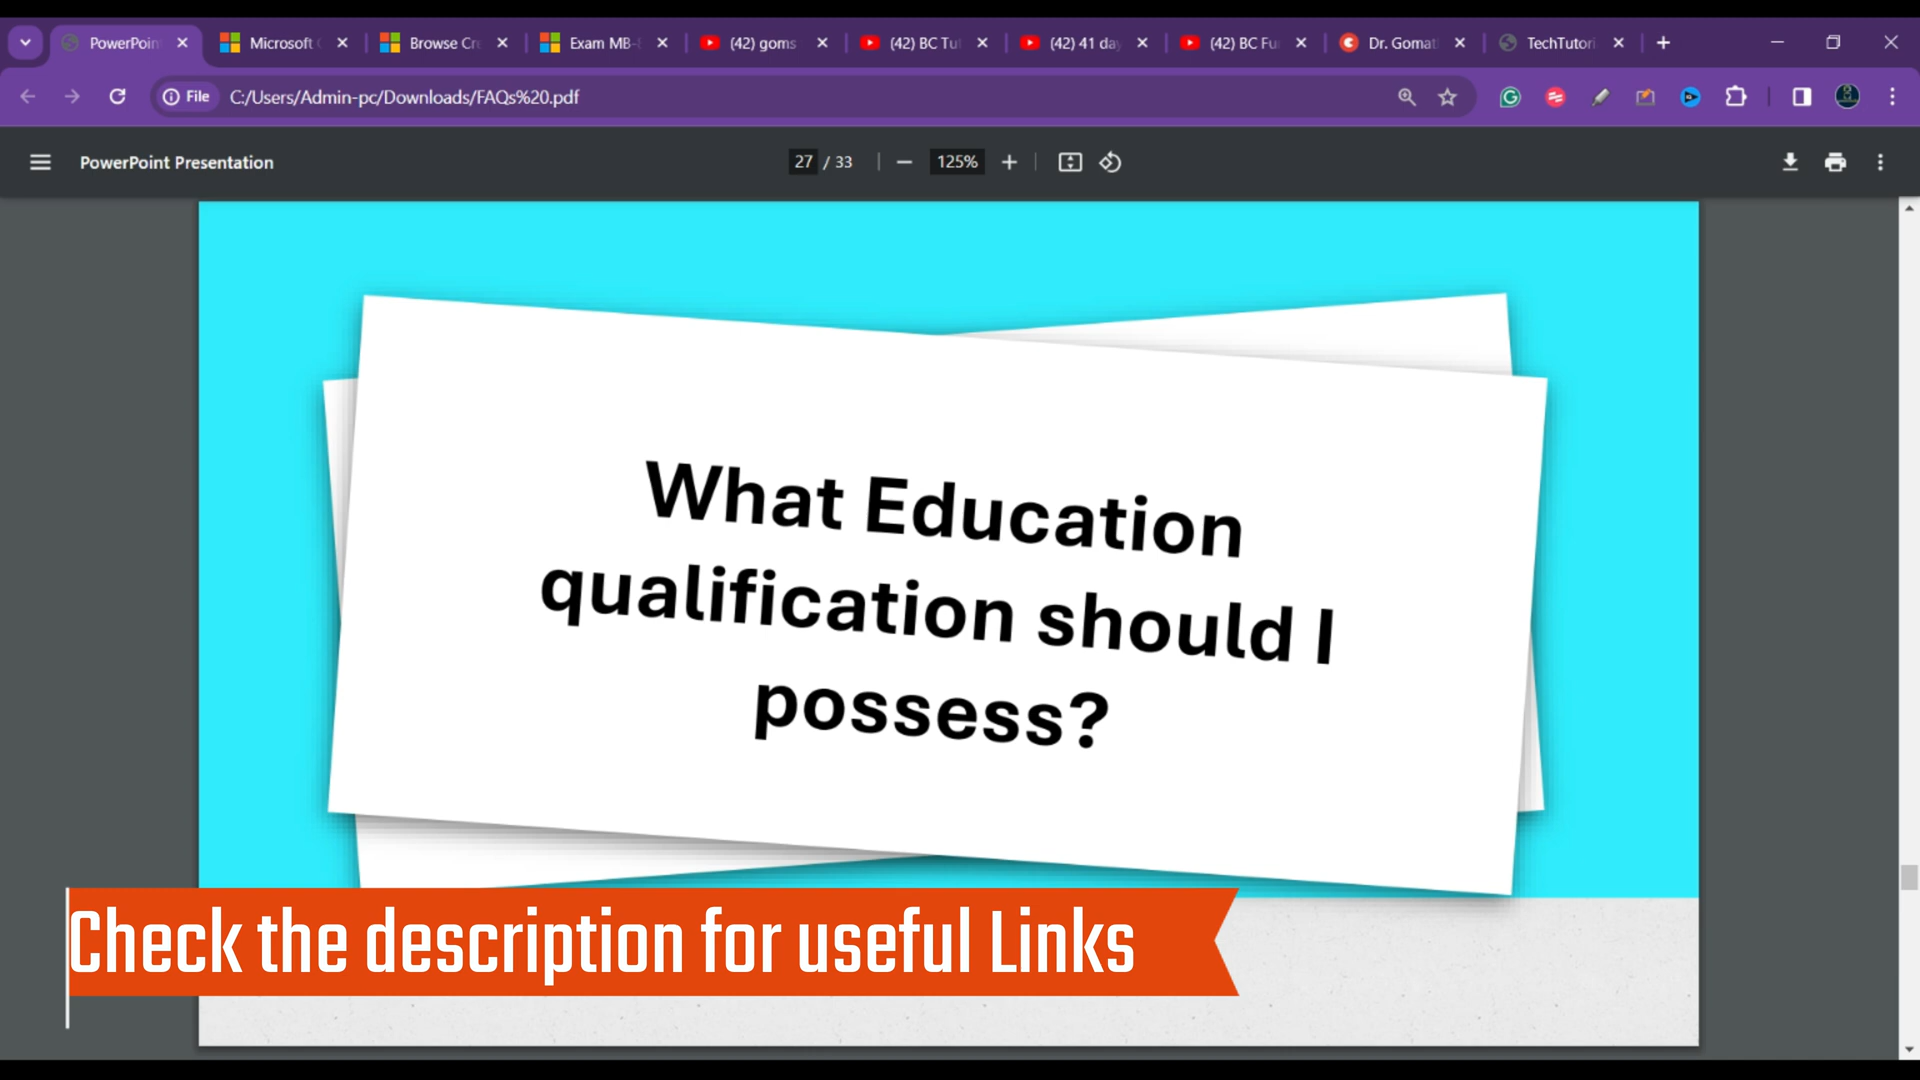 PowerPoin
Microsoft
Browse Cr
Exam MB-
(42) goms
(42) BC Tu
(42) 41 da
(42) BC Fu
Dr. Gomat
TechTutori
File
C:/Users/Admin-pc/Downloads/FAQs%20.pdf
PowerPoint Presentation
27 / 33
125%
What Education
qualification should I
possess?
Check the description for useful Links